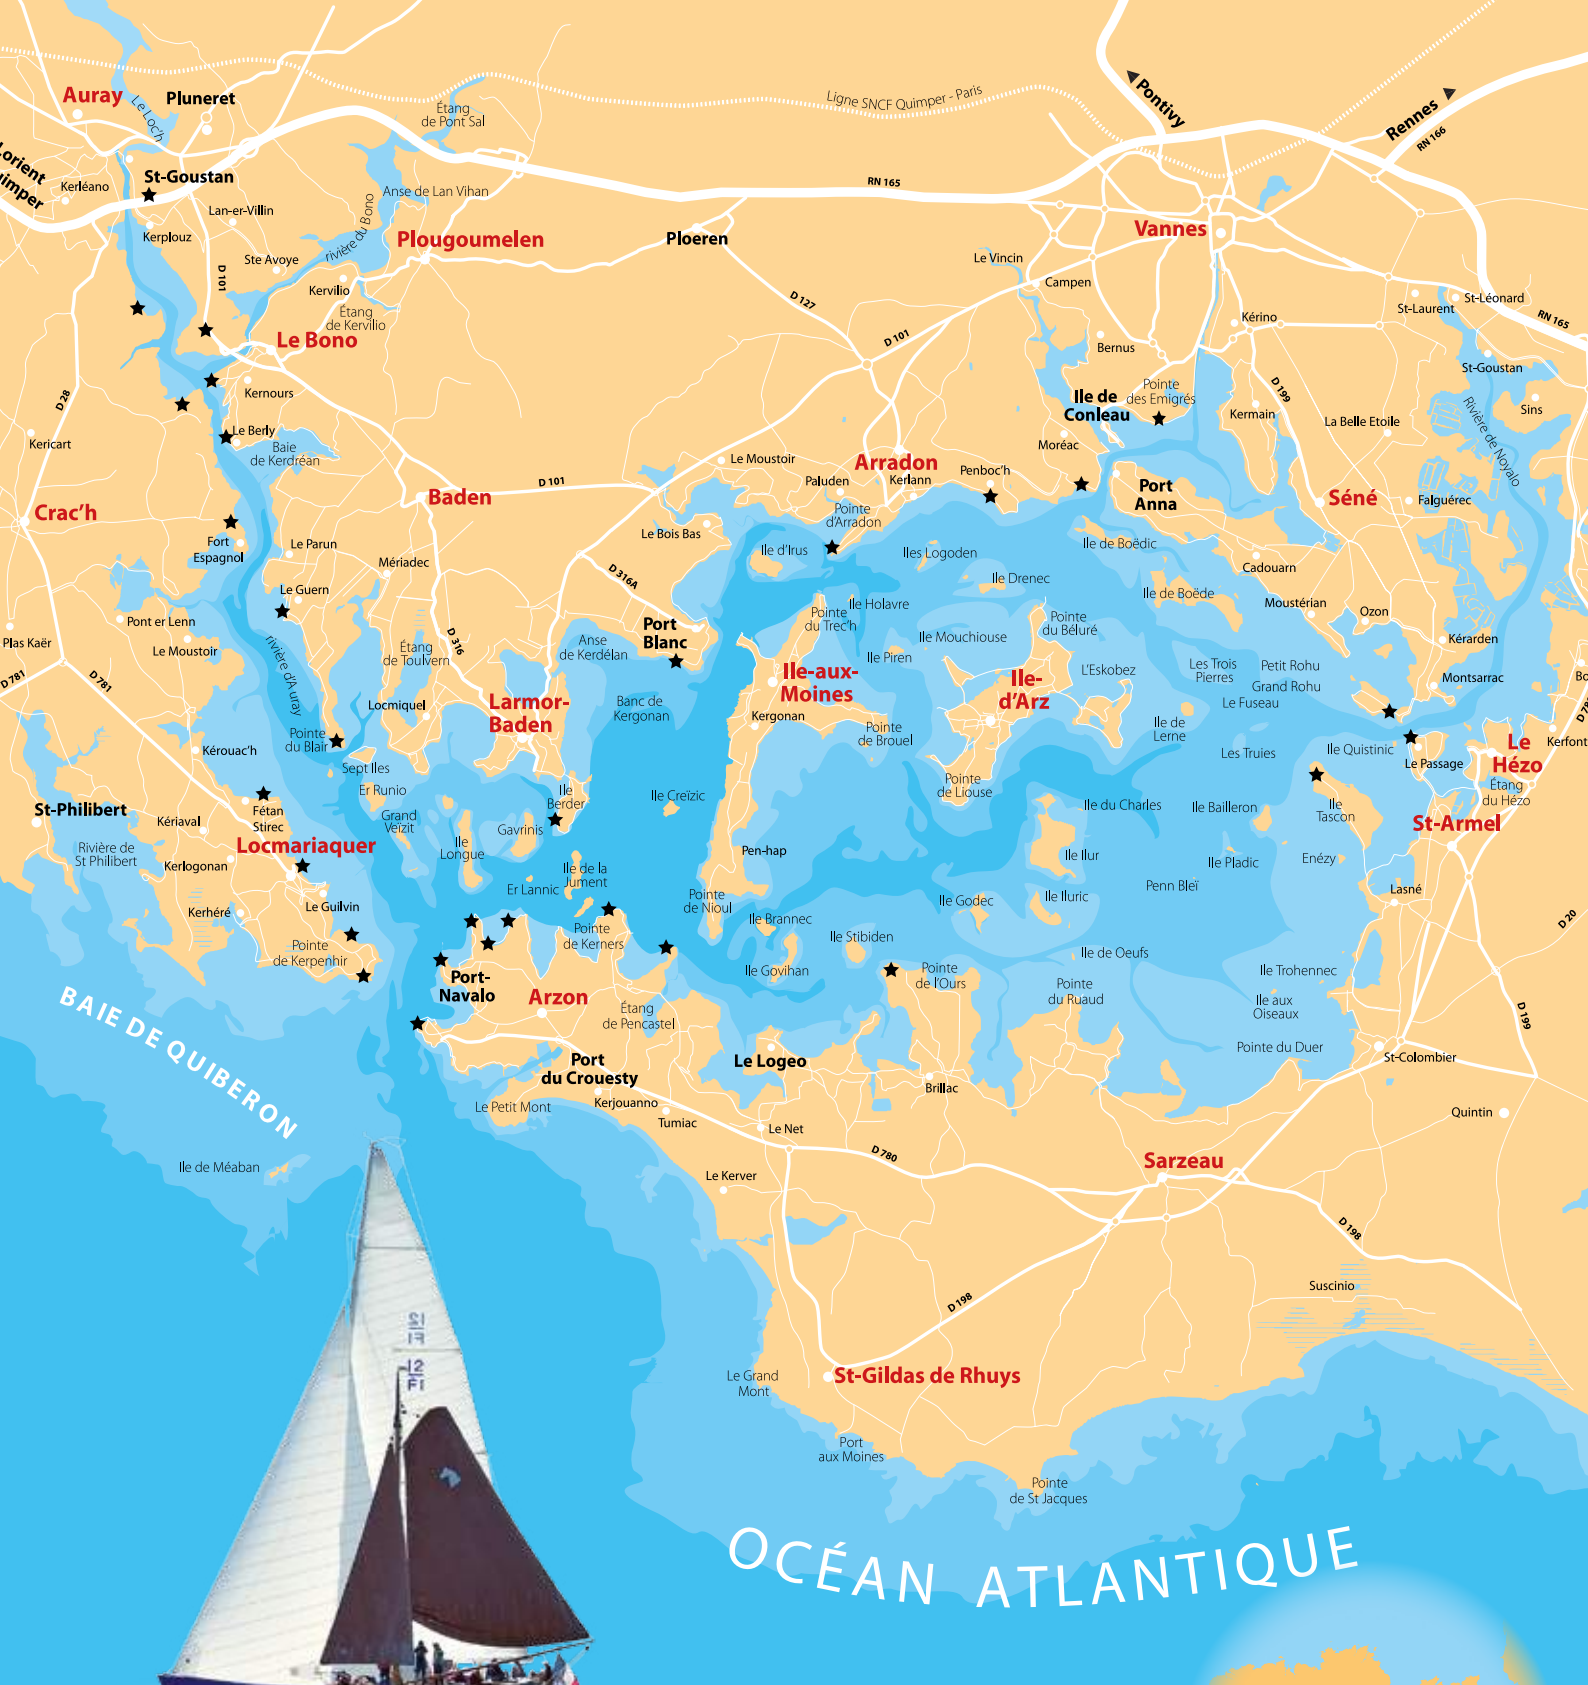 Ligne SNCF Quimper - Paris
Pontivy
Rennes
RN 166
Auray
Le Loc'h
Pluneret
Étang
de Pont Sal
Lorient
Kerléano
St-Goustan
Lan-er-Villin
Anse de Lan Vihan
RN 165
Kerplouz
Ste Avoye
rivière du Bono
Plougoumelen
Ploeren
Vannes
Le Vincin
D 101
Kervilio
Étang
de Kervilio
D 127
Campen
St-Laurent
St-Léonard
RN 165
Le Bono
D 101
Bernus
Kérino
St-Goustan
D 28
Kernours
Ile de
Conleau
Pointe
des Emigrés
D 199
Kermain
La Belle Etoile
Sins
Rivière de Noyalo
Kericart
Le Berly
Baie
de Kerdréan
Le Moustoir
Arradon
Moréac
Penboc'h
Crac'h
Baden
D 101
Paluden
Kerlann
Port
Anna
Séné
Falguérec
Pointe
d'Arradon
Fort
Espagnol
Le Parun
Mériadec
Le Bois Bas
Ile d'Irus
Iles Logoden
Ile de Boëdic
Cadouarn
D 316A
Le Guern
Ile Drenec
Ile de Boëde
Moustérian
Ozon
Plas Kaër
Pont er Lenn
Le Moustoir
Port
Blanc
Ile Holavre
Pointe
du Trec'h
Pointe
du Béluré
Kérarden
D 316
Étang
de Toulvern
Anse
de Kerdélan
Ile Mouchiouse
Ile Piren
D 781
D 781
rivière d'Auray
Ile-aux-
Moines
Ile-
d'Arz
L'Eskobez
Les Trois
Pierres
Petit Rohu
Grand Rohu
Le Fuseau
Montsarrac
Bo
D 78
Locmiquel
Larmor-
Baden
Banc de
Kergonan
Kergonan
Pointe
de Brouel
Ile de
Lerne
Les Truies
Ile Quistinic
Le Passage
Le
Hézo
Kerfont
Kérouac'h
Pointe
du Blair
Sept Iles
Er Runio
Grand
Veïzit
Ile
Berder
Ile Creïzic
Pointe
de Liouse
Ile du Charles
Ile Bailleron
Ile
Tascon
Étang
du Hézo
St-Armel
St-Philibert
Kériaval
Fétan
Stirec
Locmariaquer
Ile
Longue
Gavrinis
Pen-hap
Ile Ilur
Ile Pladic
Enézy
Rivière de
St Philibert
Kerlogonan
Er Lannic
Ile de la
Jument
Pointe
de Nioul
Ile Godec
Ile Iluric
Penn Bleï
Lasné
Kerhéré
Le Guilvin
Pointe
de Kerners
Ile Brannec
Ile Stibiden
D 20
Pointe
de Kerpenhir
Ile Govihan
Pointe
de l'Ours
Ile de Oeufs
Ile Trohennec
Port-
Navalo
Arzon
Étang
de Pencastel
Pointe
du Ruaud
Ile aux
Oiseaux
D 199
BAIE DE QUIBERON
Port
du Crouesty
Le Logeo
Pointe du Duer
St-Colombier
Le Petit Mont
Kerjouanno
Tumiac
Brillac
Quintin
Le Net
Ile de Méaban
Le Kerver
D 780
Sarzeau
D 198
Suscinio
D 198
Le Grand
Mont
St-Gildas de Rhuys
12
F1
Port
aux Moines
Pointe
de St Jacques
OCÉAN ATLANTIQUE